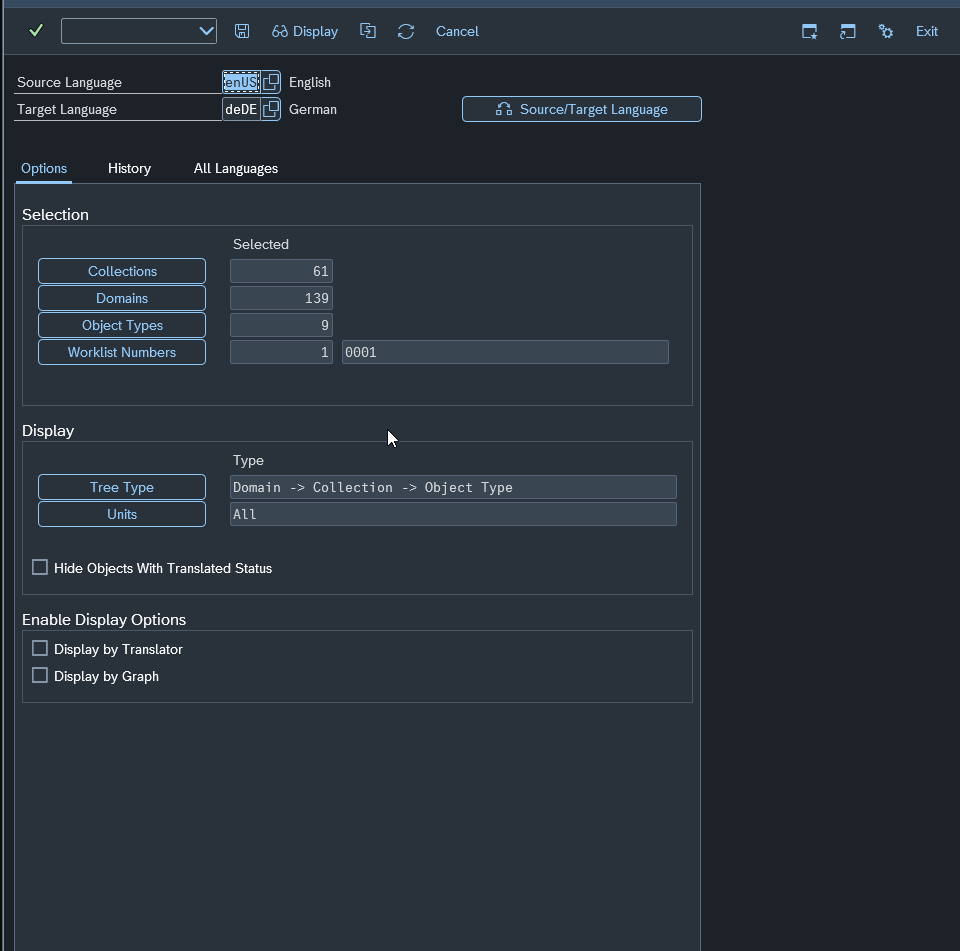 Display Cancel Exit
Source Language enUS English
Target Language deDE German Source/Target Language
Options History All Languages
Selection
Selected
Collections 61
Domains 139
Object Types 9
Worklist Numbers 1 0001
Display
Type
Tree Type Domain -> Collection -> Object Type
Units All
Hide Objects With Translated Status
Enable Display Options
Display by Translator
Display by Graph